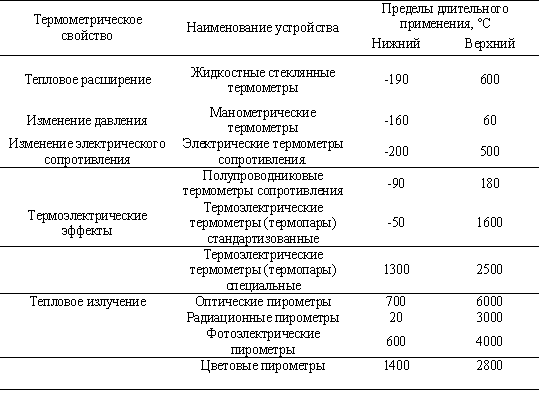 Термометрическое свойство
Наименование устройства
Пределы длительного применения, °С
Нижний
Верхний
Тепловое расширение
Жидкостные стеклянные термометры
-190
600
Изменение давления
Манометрические термометры
-160
60
Изменение электрического сопротивления
Электрические термометры сопротивления.
-200
500
Полупроводниковые термометры сопротивления
-90
180
Термоэлектрические эффекты
Термоэлектрические термометры (термопары) стандартизованные
-50
1600
Термоэлектрические термометры (термопары) специальные
1300
2500
Тепловое излучение
Оптические пирометры
700
6000
Радиационные пирометры
20
3000
Фотоэлектрические пирометры
600
4000
Цветовые пирометры
1400
2800